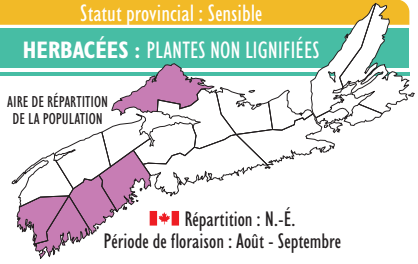 Statut provincial : Sensible
HERBACÉES : PLANTES NON LIGNIFIÉES
AIRE DE RÉPARTITION
DE LA POPULATION
Répartition : N.-É.
Période de floraison : Août - Septembre